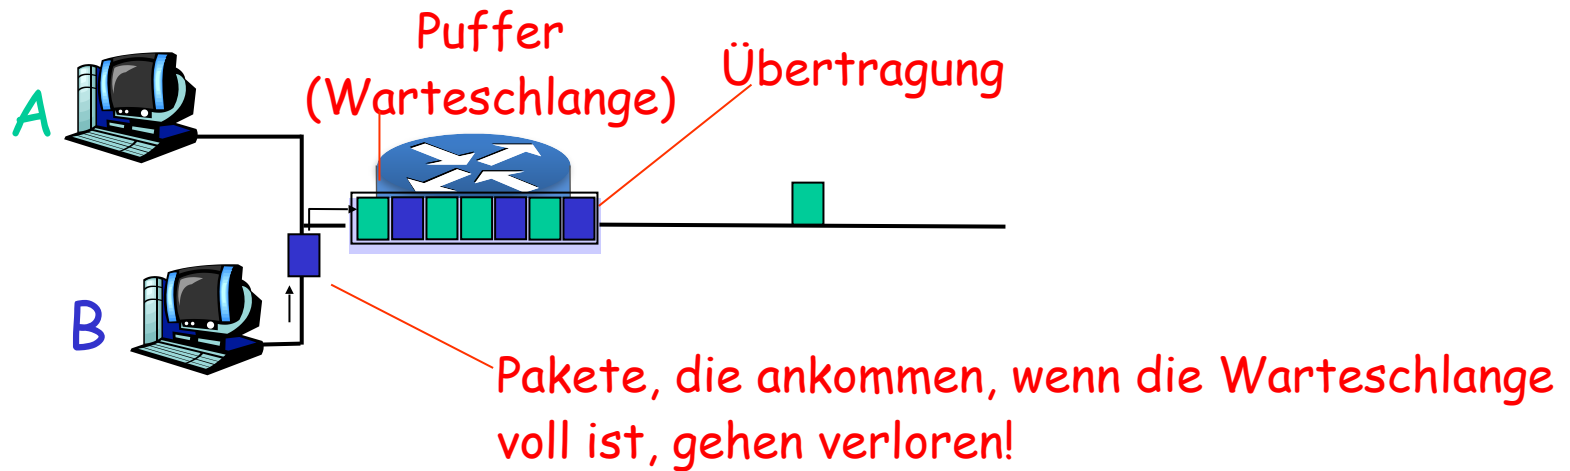 Puffer
(Warteschlange)
Übertragung
A
B
Pakete, die ankommen, wenn die Warteschlange
voll ist, gehen verloren!